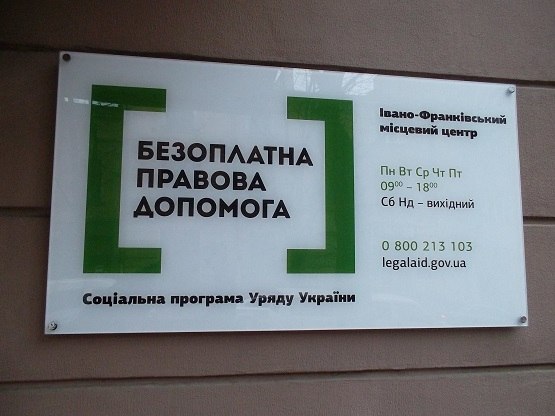 БЕЗОПЛАТНА
ПРАВОВА
ДОПОМОГА
Соціальна програма Уряду України
Івано-Франківський
місцевий центр
Пн Вт Ср Чт Пт
09⁰⁰ – 18⁰⁰
Сб Нд – вихідний
0 800 213 103
legalaid.gov.ua